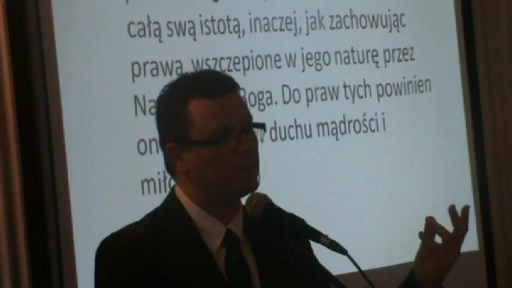 całą swą istotą, inaczej, jak zachowując
prawa, wszczepione w jego naturę przez
Boga. Do praw tych powinien
duchu mądrości i